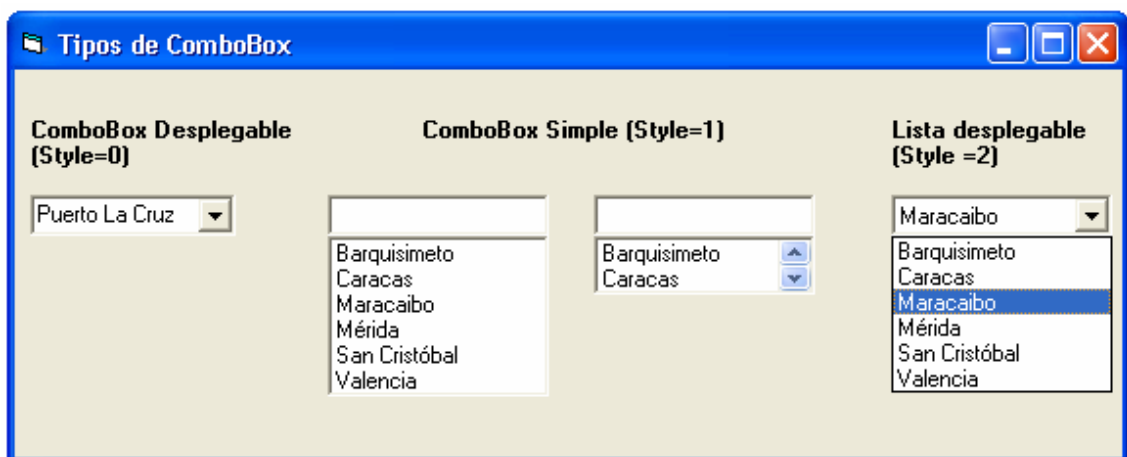 Tipos de ComboBox
ComboBox Desplegable
(Style=0)
ComboBox Simple (Style=1)
Lista desplegable
(Style =2)
Puerto La Cruz
Barquisimeto
Caracas
Maracaibo
Mérida
San Cristóbal
Valencia
Barquisimeto
Caracas
Maracaibo
Barquisimeto
Caracas
Maracaibo
Mérida
San Cristóbal
Valencia